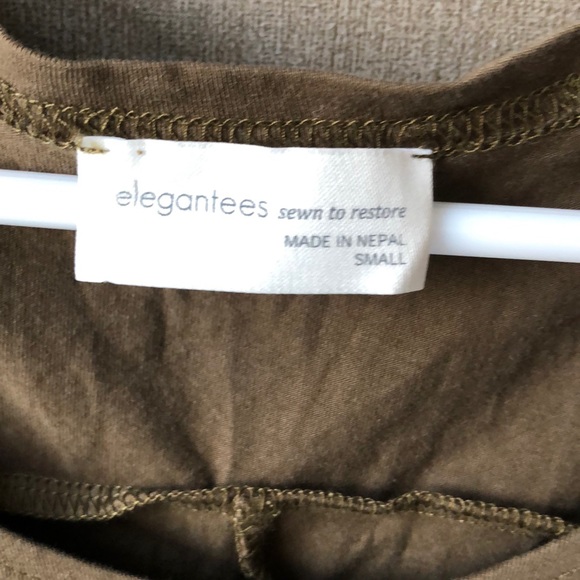 elegantees sewn to restore
MADE IN NEPAL
SMALL